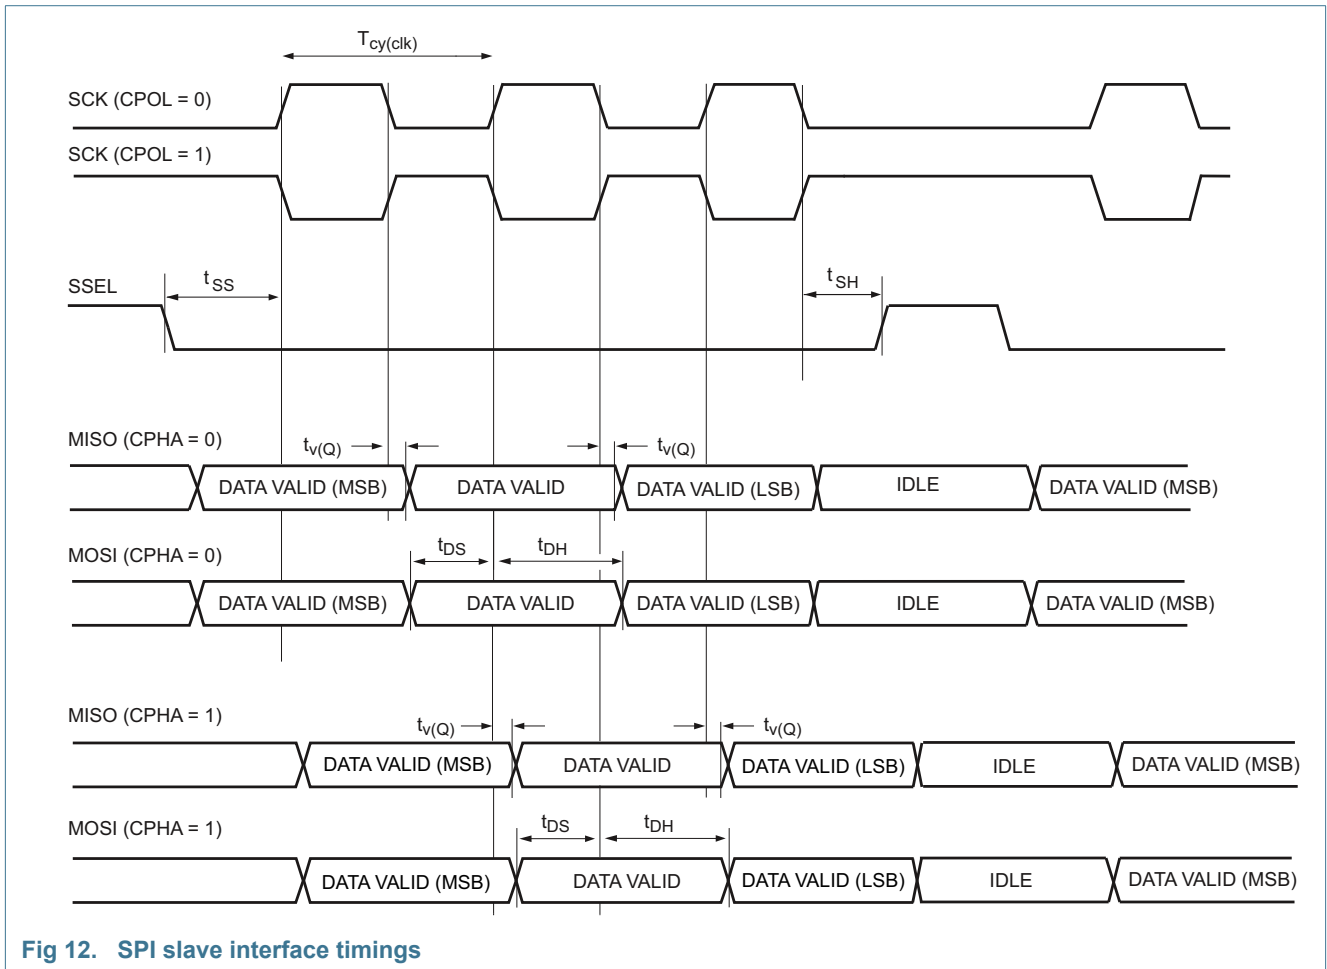 Tcy(clk)
SCK (CPOL = 0)
SCK (CPOL = 1)
SSEL
tSS
tSH
MISO (CPHA = 0)
tv(Q)
tv(Q)
DATA VALID (MSB) DATA VALID DATA VALID (LSB) IDLE DATA VALID (MSB)
MOSI (CPHA = 0)
tDS tDH
DATA VALID (MSB) DATA VALID DATA VALID (LSB) IDLE DATA VALID (MSB)
MISO (CPHA = 1)
tv(Q)
tv(Q)
DATA VALID (MSB) DATA VALID DATA VALID (LSB) IDLE DATA VALID (MSB)
MOSI (CPHA = 1)
tDS tDH
DATA VALID (MSB) DATA VALID DATA VALID (LSB) IDLE DATA VALID (MSB)
Fig 12. SPI slave interface timings